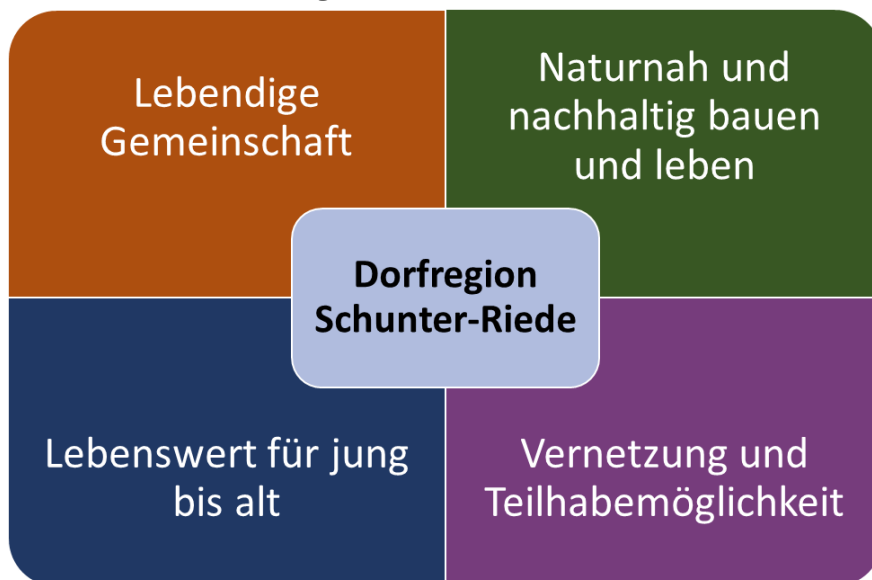 Lebendige
Gemeinschaft
Naturnah und
nachhaltig bauen
und leben
Dorfregion
Schunter-Riede
Lebenswert für jung
bis alt
Vernetzung und
Teilhabemöglichkeit